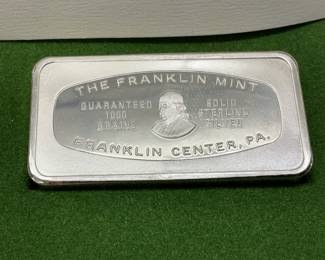 THE FRANKLIN MINT
GUARANTEED SOLID
1000 STERLING
GRAINS SILVER
FRANKLIN CENTER, PA.